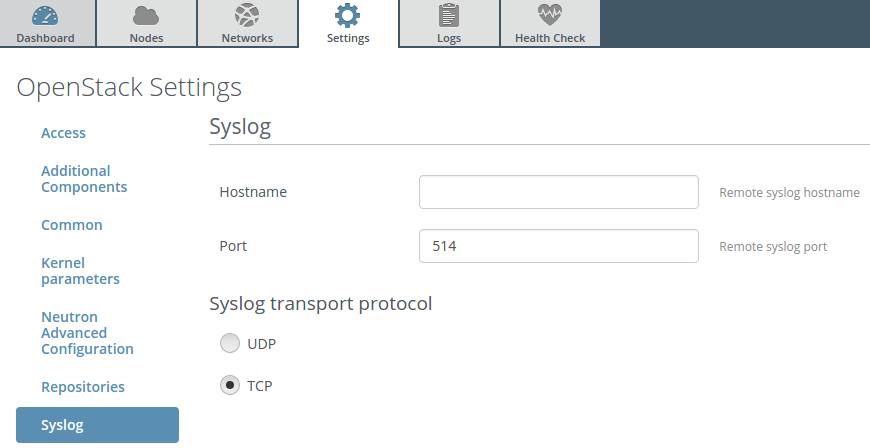 Dashboard
Nodes
Networks
Settings
Logs
Health Check
OpenStack Settings
Access
Additional
Components
Common
Kernel
parameters
Neutron
Advanced
Configuration
Repositories
Syslog
Syslog
Hostname
Remote syslog hostname
Port
514
Remote syslog port
Syslog transport protocol
UDP
TCP